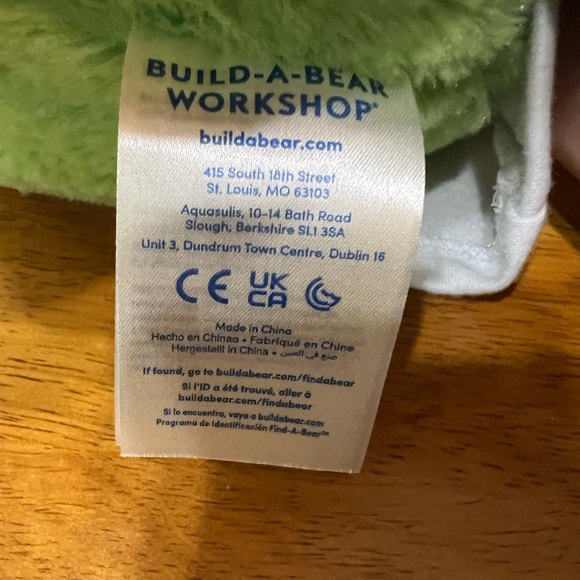 BUILD-A-BEAR
WORKSHOP®
buildabear.com
415 South 18th Street
St. Louis, MO 63103
Aquasulis, 10-14 Bath Road
Slough, Berkshire SL1 3SA
Unit 3, Dundrum Town Centre, Dublin 16
CE UK
CA
Made in China
Hecho en Chinaa • Fabriqué en Chine
Hergestellt in China • صنع في الصين
If found, go to buildabear.com/findabear
Si l'ID a été trouvé, aller à
buildabear.com/findabear
Si lo encuentra, vaya a buildabear.com
Programa de Identificación Find-A-Bear™